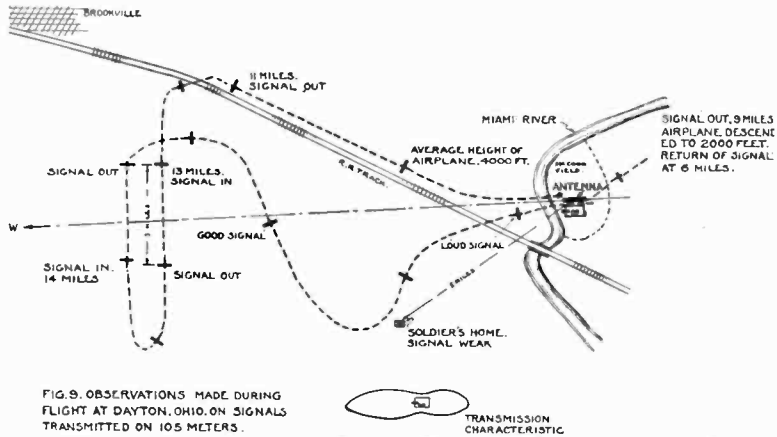 BROOKVILLE
11 MILES.
SIGNAL OUT
MIAMI RIVER
SIGNAL OUT, 9 MILES
AIRPLANE DESCEND
ED TO 2000 FEET.
RETURN OF SIGNAL
AT 6 MILES.
AVERAGE HEIGHT OF
AIRPLANE, 4000 FT.
R.R. TRACK.
FIELD
ANTENNA
SIGNAL OUT
13 MILES,
SIGNAL IN
W
GOOD SIGNAL
LOUD SIGNAL
SIGNAL IN.
14 MILES
SIGNAL OUT
MILES
SOLDIER'S HOME.
SIGNAL WEAK
FIG.9. OBSERVATIONS MADE DURING
FLIGHT AT DAYTON, OHIO, ON SIGNALS
TRANSMITTED ON 105 METERS.
TRANSMISSION
CHARACTERISTIC